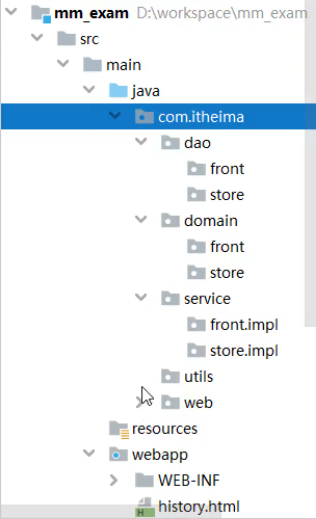 mm_exam D:\workspace\mm_exam
src
main
java
com.itheima
dao
front
store
domain
front
store
service
front.impl
store.impl
utils
web
resources
webapp
WEB-INF
history.html